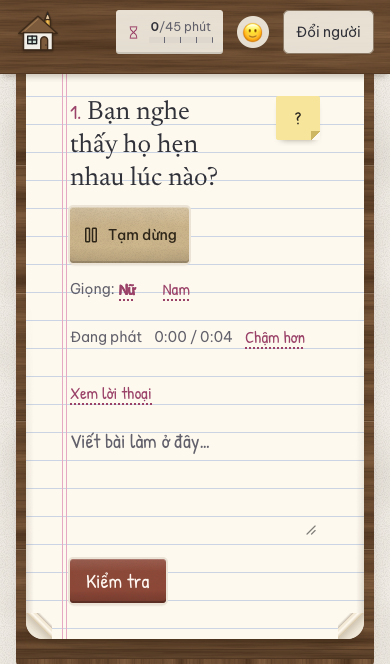 0/45 phút
Đổi người
1. Bạn nghe
thấy họ hẹn
nhau lúc nào?
?
Tạm dừng
Giọng: Nữ Nam
Đang phát 0:00 / 0:04 Chậm hơn
Xem lời thoại
Viết bài làm ở đây...
Kiểm tra